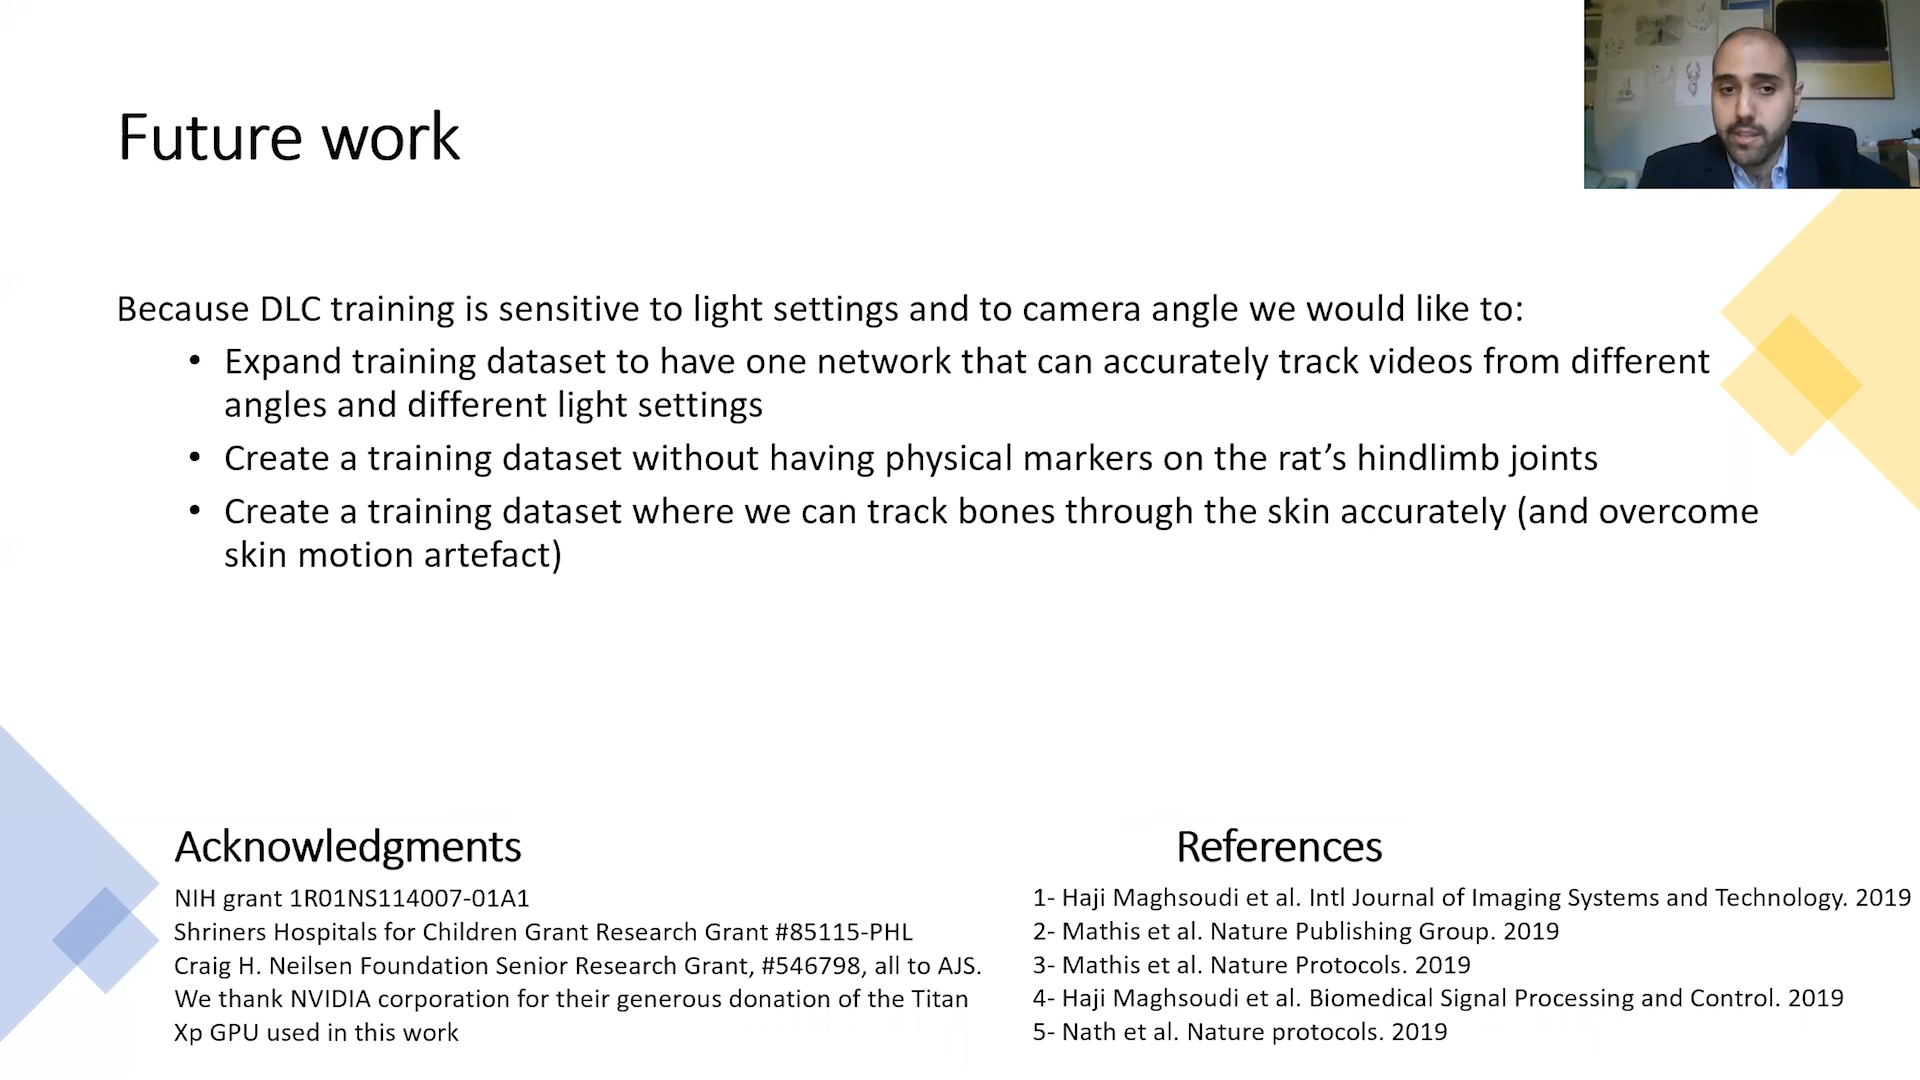 Future work
Because DLC training is sensitive to light settings and to camera angle we would like to:
• Expand training dataset to have one network that can accurately track videos from different
angles and different light settings
• Create a training dataset without having physical markers on the rat’s hindlimb joints
• Create a training dataset where we can track bones through the skin accurately (and overcome
skin motion artefact)
Acknowledgments
NIH grant 1R01NS114007-01A1
Shriners Hospitals for Children Grant Research Grant #85115-PHL
Craig H. Neilsen Foundation Senior Research Grant, #546798, all to AJS.
We thank NVIDIA corporation for their generous donation of the Titan
Xp GPU used in this work
References
1- Haji Maghsoudi et al. Intl Journal of Imaging Systems and Technology. 2019
2- Mathis et al. Nature Publishing Group. 2019
3- Mathis et al. Nature Protocols. 2019
4- Haji Maghsoudi et al. Biomedical Signal Processing and Control. 2019
5- Nath et al. Nature protocols. 2019